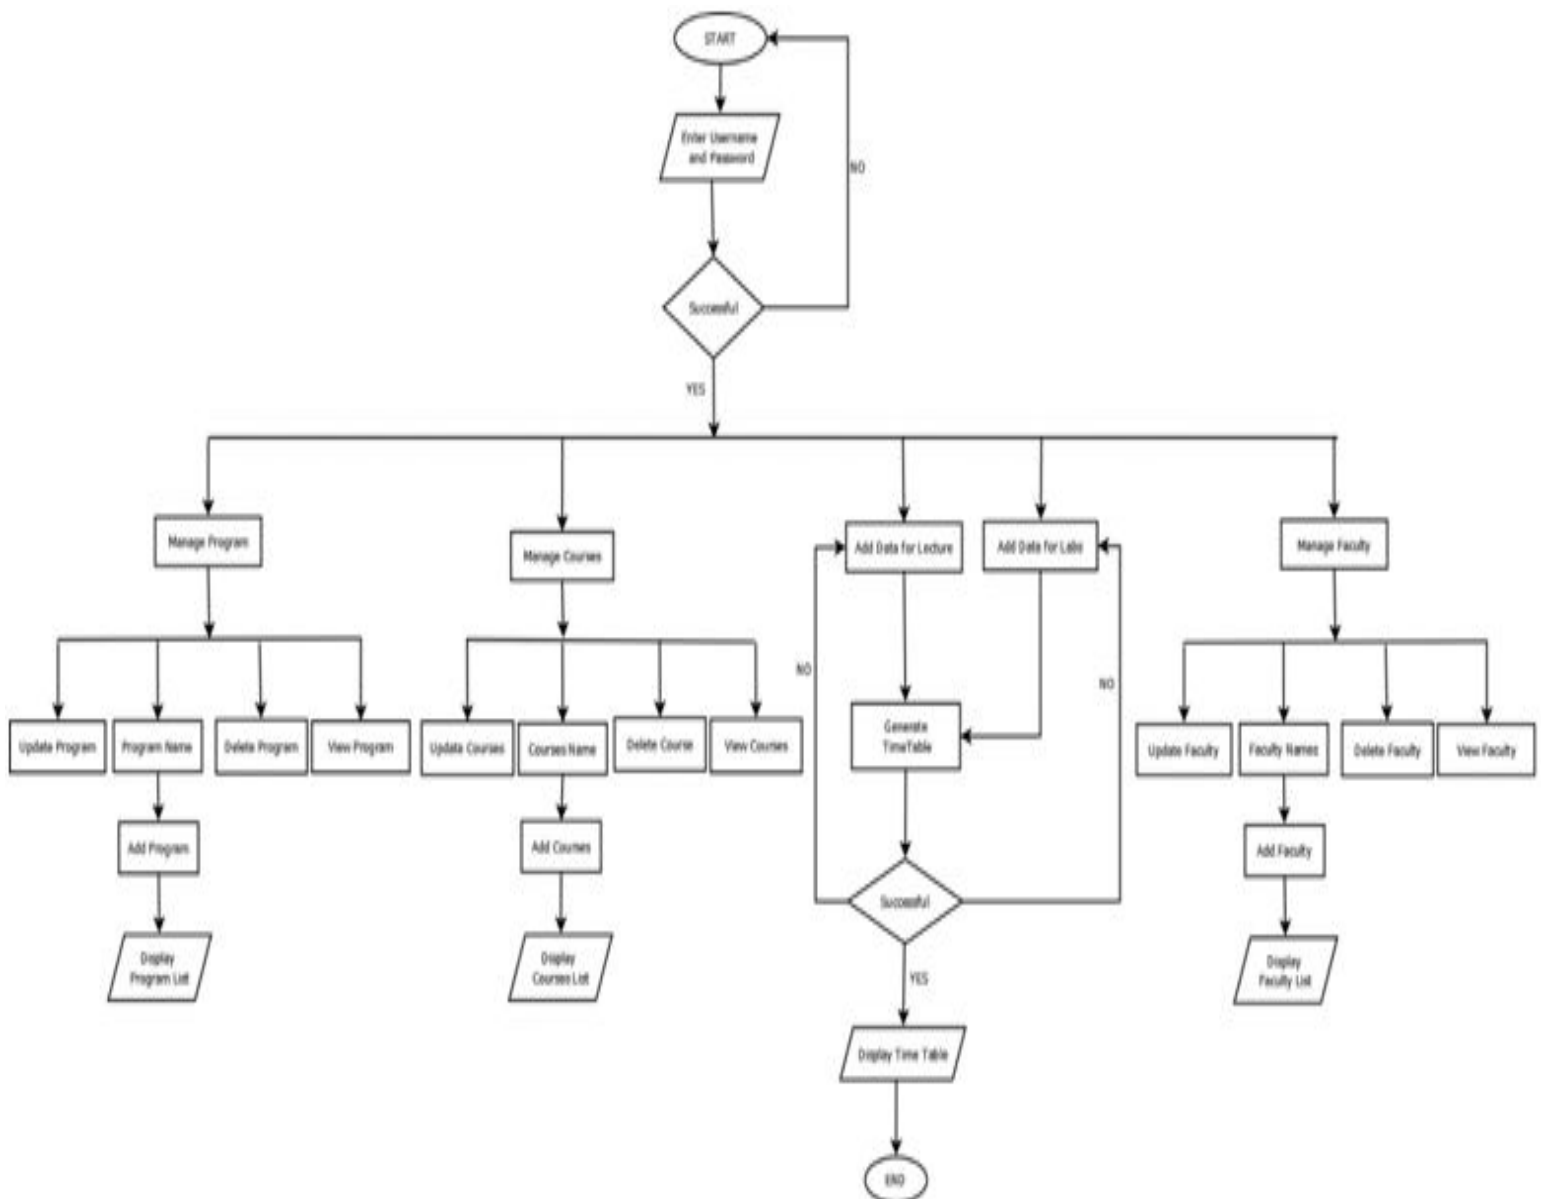 START
Enter Username
and Password
NO
Successful
YES
Manage Program
Manage Courses
Add Data for Lecture
Add Data for Labs
Manage Faculty
NO
NO
Update Program
Program Name
Delete Program
View Program
Update Courses
Courses Name
Delete Course
View Courses
Generate
TimeTable
Update Faculty
Faculty Names
Delete Faculty
View Faculty
Add Program
Add Courses
Add Faculty
Successful
Display
Program List
Display
Courses List
Display
Faculty List
YES
Display Time Table
END